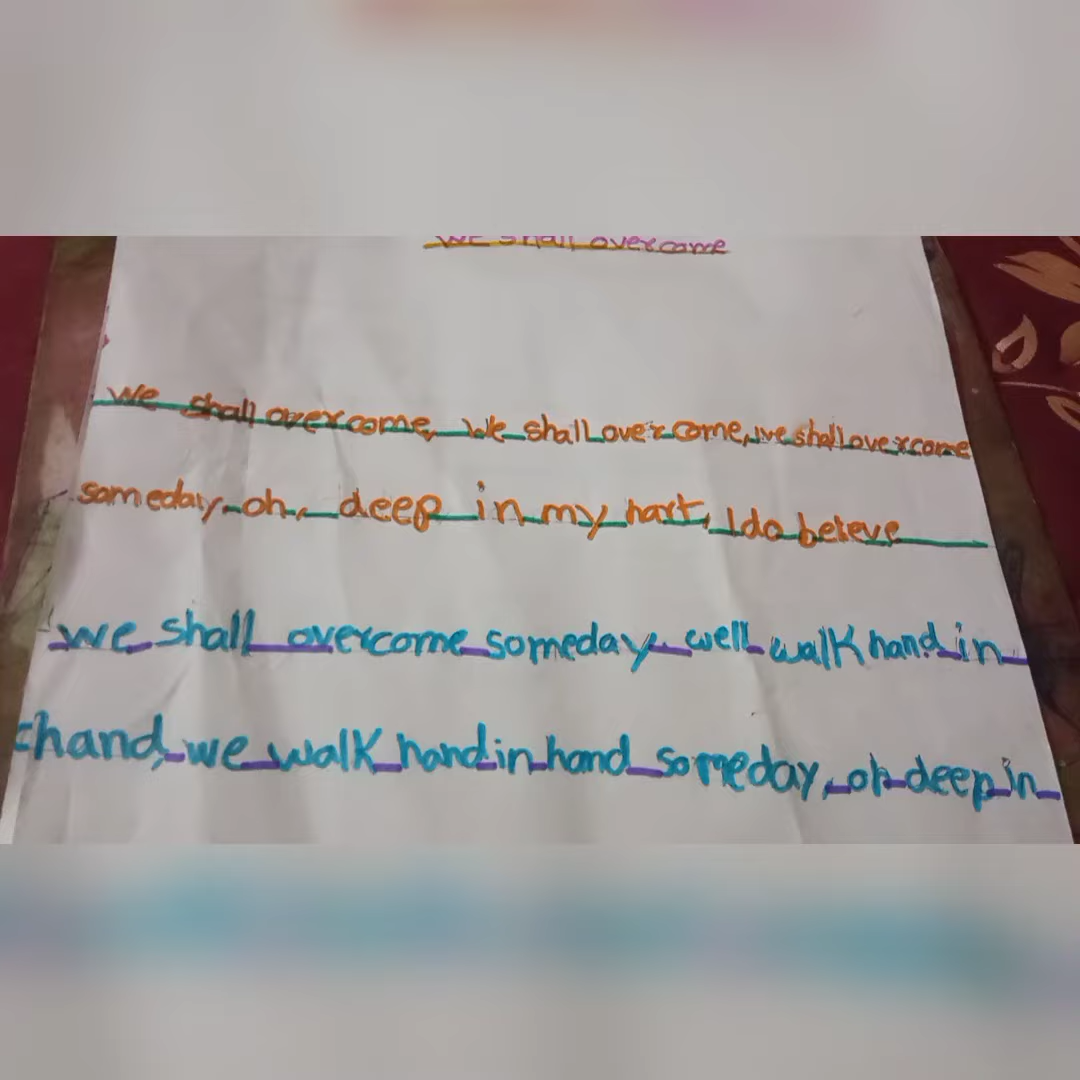 We shall overcome
We shall overcome, We shall overcome, we shall overcome
someday, oh, deep in my hart, I do beleve
we shall overcome someday well walk hand in
hand, we walk hand in hand someday, oh deep in